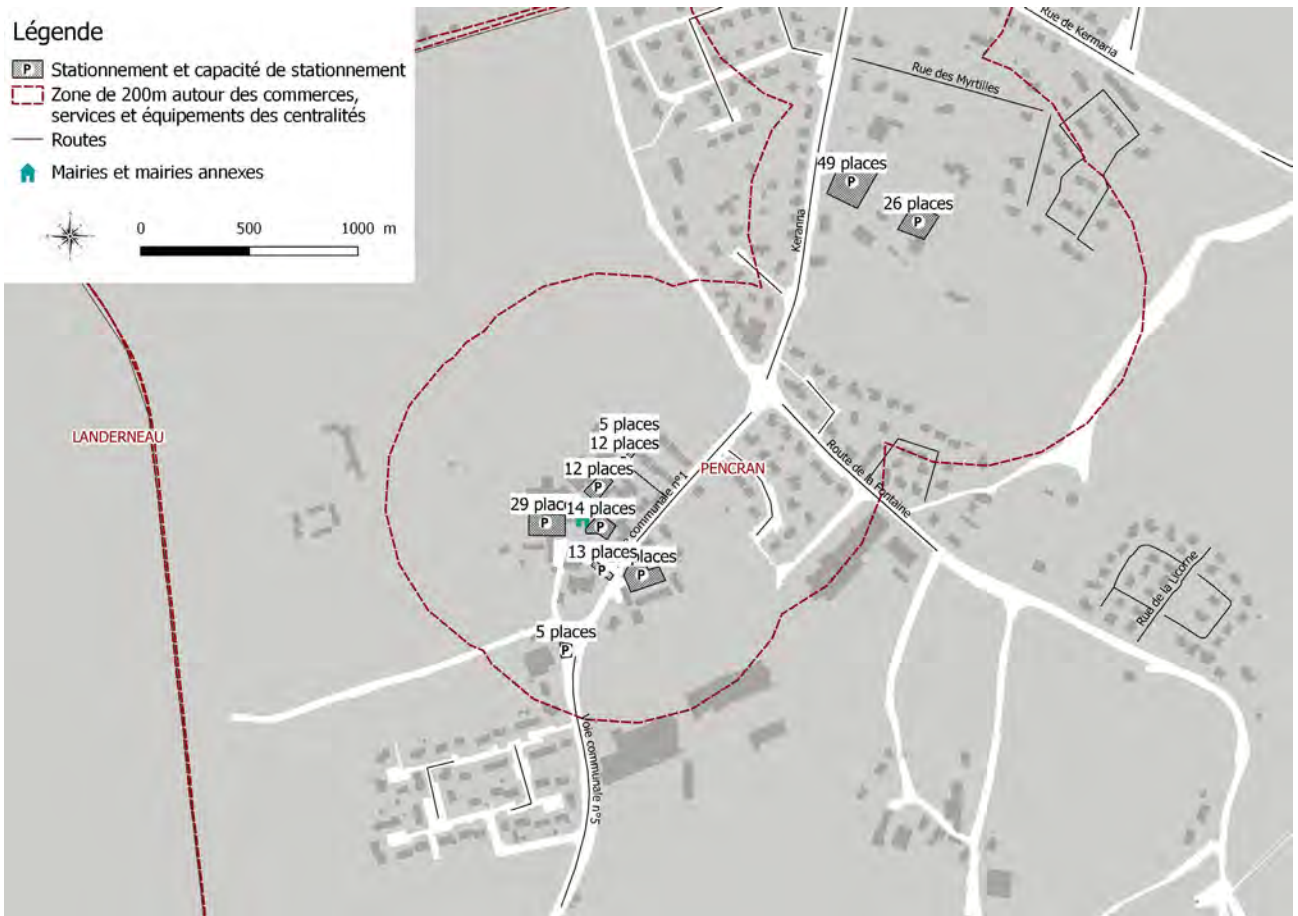 Légende
P Stationnement et capacité de stationnement
Zone de 200m autour des commerces,
services et équipements des centralités
Routes
Mairies et mairies annexes
0 500 1000 m
Rue de Kermaria
Rue des Myrtilles
49 places
P
26 places
P
Keranna
LANDERNEAU
PENCRAN
5 places
12 places
12 places
P
29 plac
P
14 places
P
communale n°1
Route de la Fontaine
13 places
P
places
P
5 places
P
Rue de la Licorne
Voie communale n°5